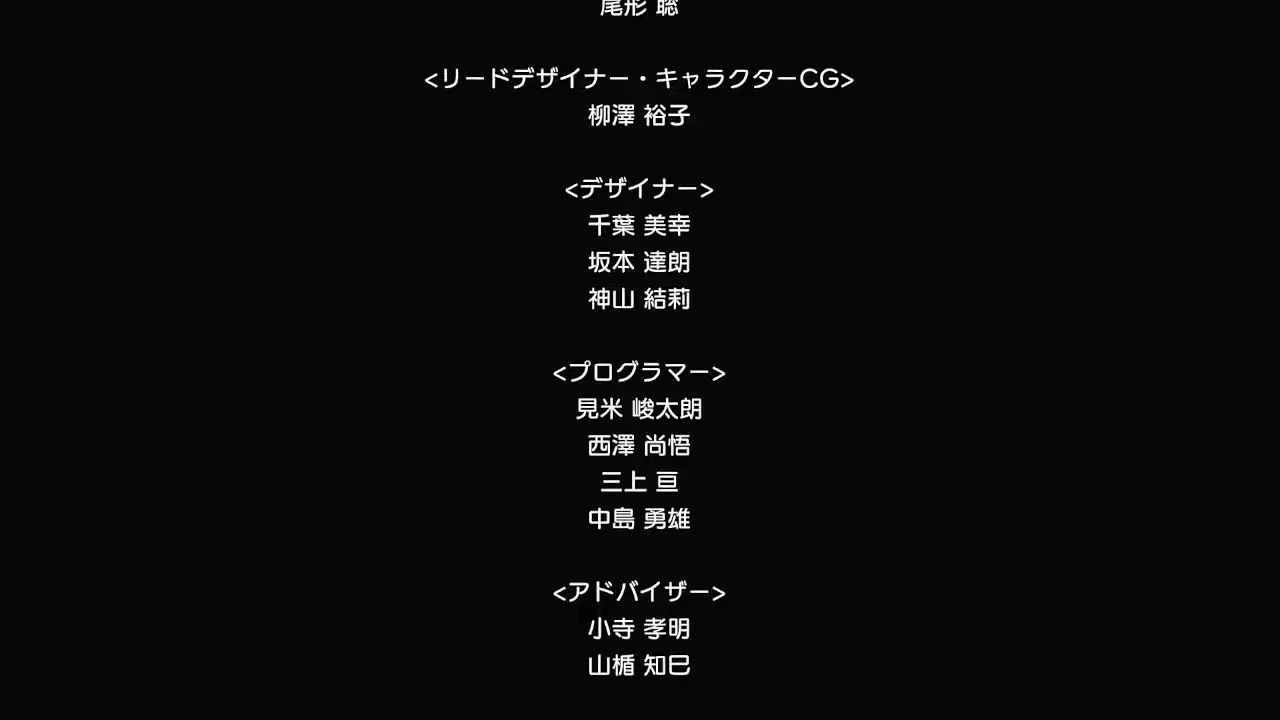 尾形 聡
<リードデザイナー・キャラクターCG>
柳澤 裕子
<デザイナー>
千葉 美幸
坂本 達朗
神山 結莉
<プログラマー>
見米 峻太朗
西澤 尚悟
三上 亘
中島 勇雄
<アドバイザー>
小寺 孝明
山楯 知巳